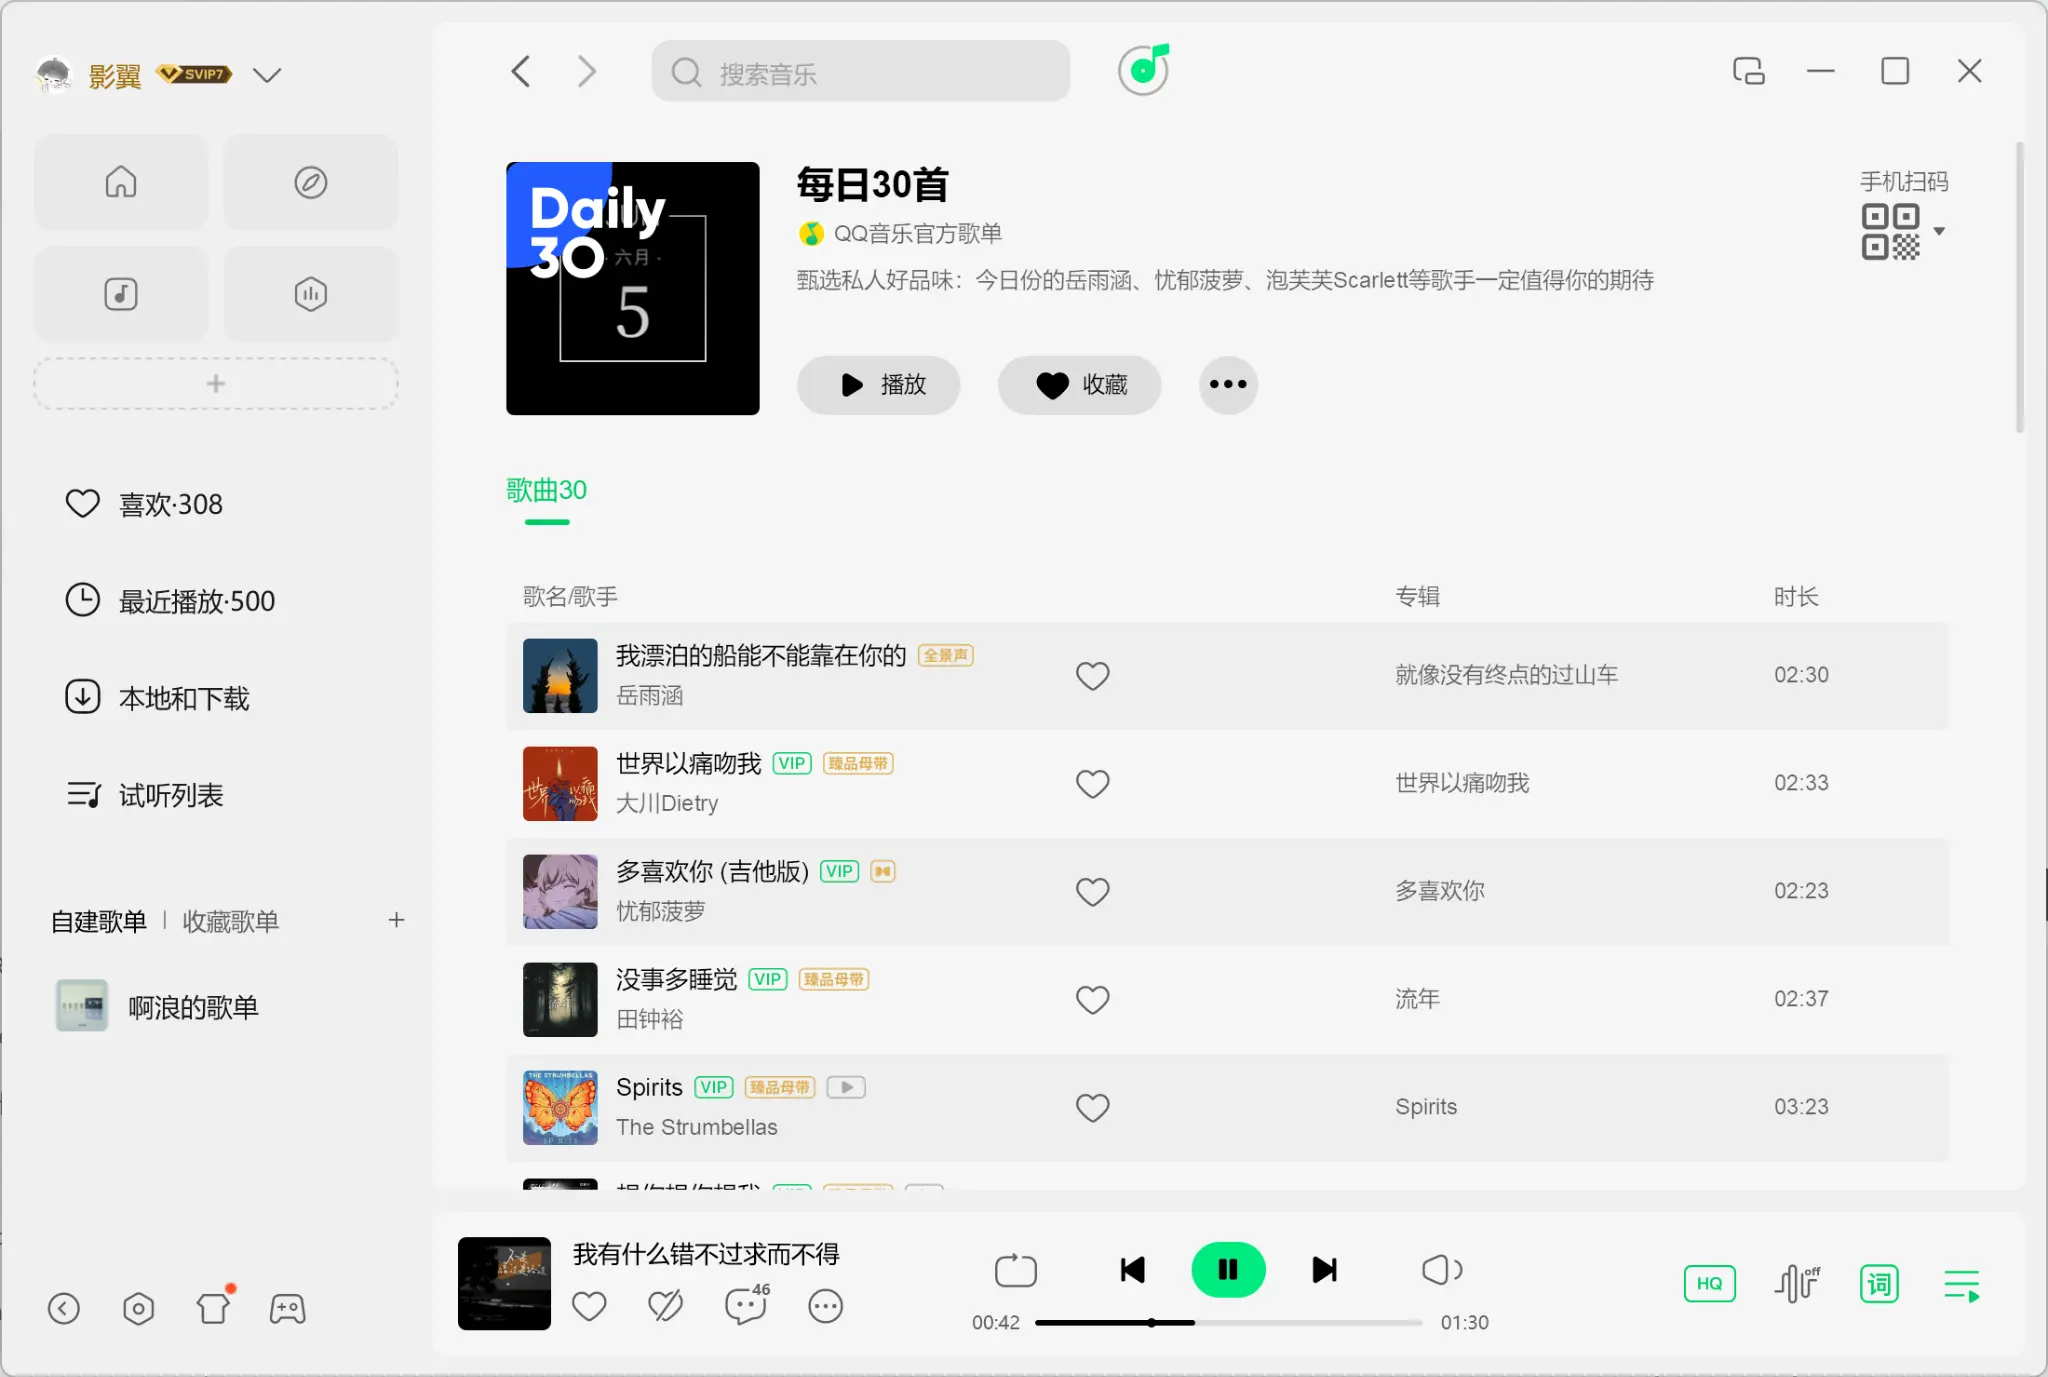 影翼 SVIP7
搜索音乐
Daily
30
六月
5
每日30首
QQ音乐官方歌单
甄选私人好品味：今日份的岳雨涵、忧郁菠萝、泡芙芙Scarlett等歌手一定值得你的期待
手机扫码
播放
收藏
喜欢·308
最近播放·500
本地和下载
试听列表
自建歌单 收藏歌单
啊浪的歌单
歌曲30
歌名/歌手 专辑 时长
我漂泊的船能不能靠在你的 全景声
岳雨涵
就像没有终点的过山车 02:30
世界以痛吻我 VIP 臻品母带
大川Dietry
世界以痛吻我 02:33
多喜欢你 (吉他版) VIP
忧郁菠萝
多喜欢你 02:23
没事多睡觉 VIP 臻品母带
田钟裕
流年 02:37
THE STRUMBELLAS
SPIRITS
Spirits VIP 臻品母带
The Strumbellas
Spirits 03:23
我有什么错不过求而不得
46
00:42 01:30
HQ off 词